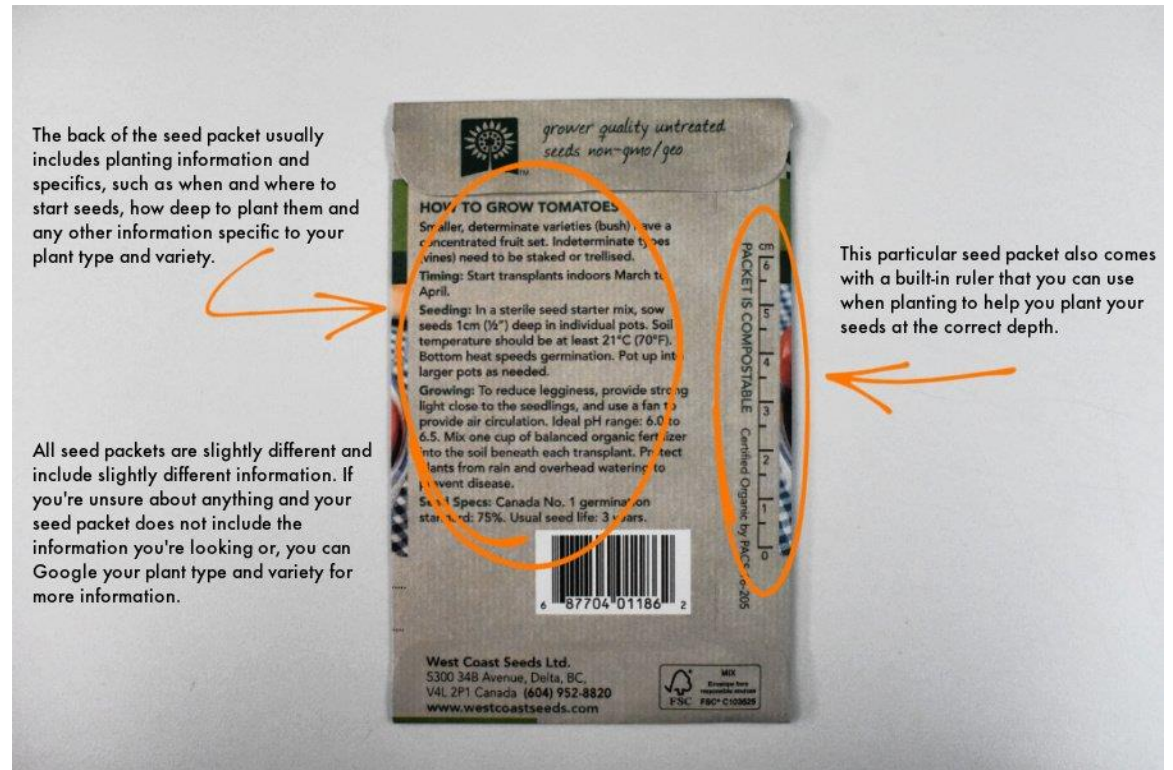 The back of the seed packet usually
includes planting information and
specifics, such as when and where to
start seeds, how deep to plant them and
any other information specific to your
plant type and variety.
All seed packets are slightly different and
include slightly different information. If
you're unsure about anything and your
seed packet does not include the
information you're looking or, you can
Google your plant type and variety for
more information.
grower quality untreated
seeds non-gmo/geo
TM
HOW TO GROW TOMATOES
Smaller, determinate varieties (bush) have a
concentrated fruit set. Indeterminate types
(vines) need to be staked or trellised.
Timing: Start transplants indoors March to
April.
Seeding: In a sterile seed starter mix, sow
seeds 1cm (½") deep in individual pots. Soil
temperature should be at least 21°C (70°F).
Bottom heat speeds germination. Pot up into
larger pots as needed.
Growing: To reduce legginess, provide strong
light close to the seedlings, and use a fan to
provide air circulation. Ideal pH range: 6.0 to
6.5. Mix one cup of balanced organic fertilizer
into the soil beneath each transplant. Protect
plants from rain and overhead watering to
prevent disease.
Seed Specs: Canada No. 1 germination
standard: 75%. Usual seed life: 3 years.
6 87704 01186 2
West Coast Seeds Ltd.
5300 34B Avenue, Delta, BC,
V4L 2P1 Canada (604) 952-8820
www.westcoastseeds.com
PACKET IS COMPOSTABLE Certified Organic by PACS
cm
6
5
4
3
2
1
0
FSC
MIX
Envelope from
responsible sources
FSC® C103525
This particular seed packet also comes
with a built-in ruler that you can use
when planting to help you plant your
seeds at the correct depth.